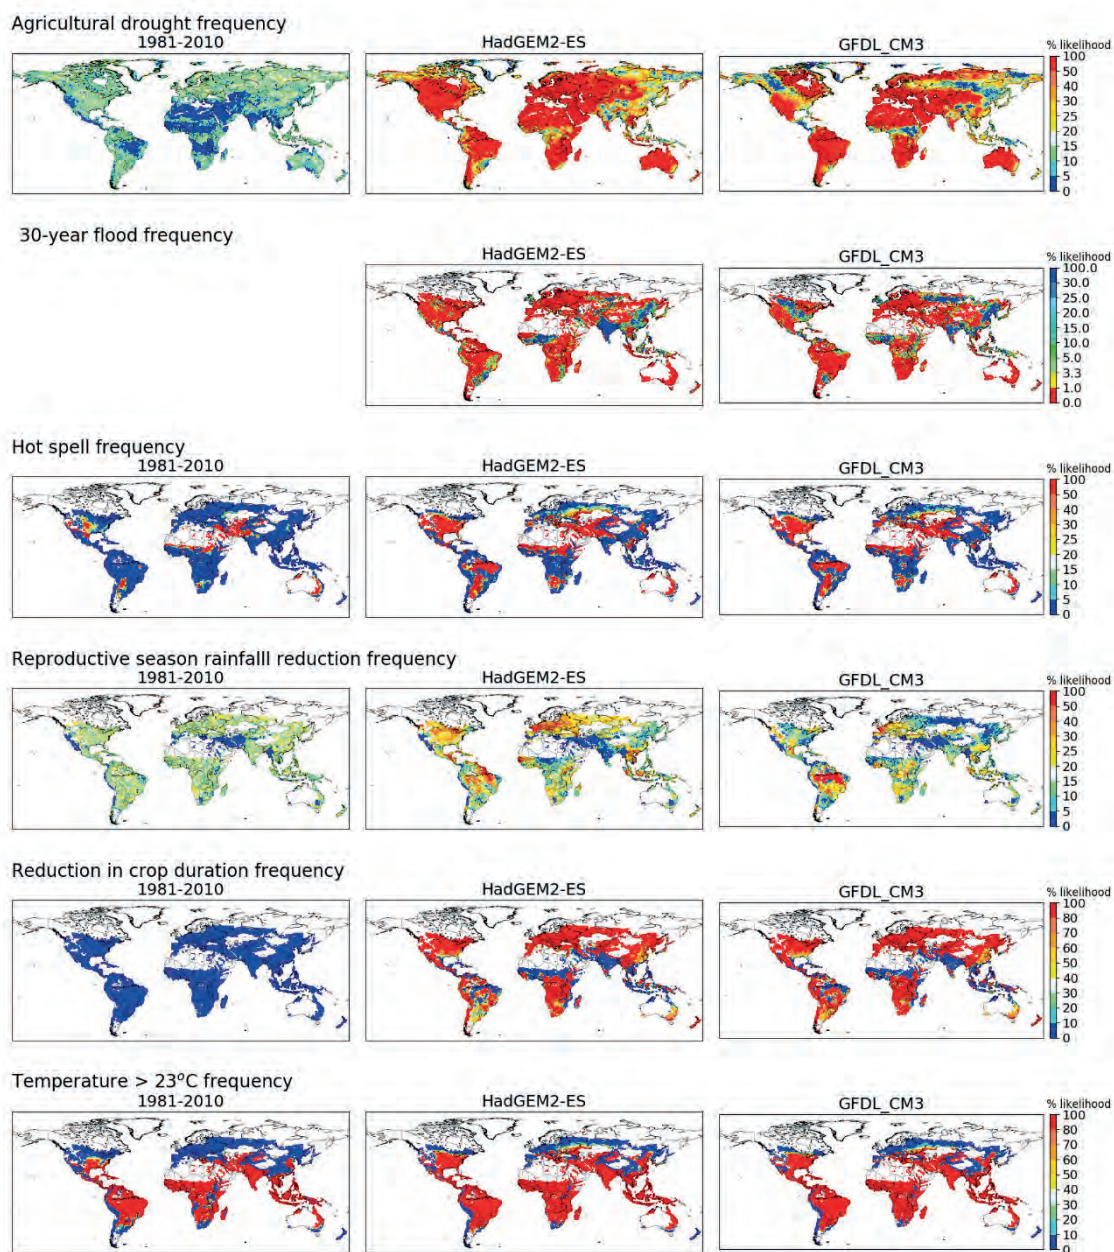 Agricultural drought frequency
1981-2010
HadGEM2-ES
GFDL_CM3
% likelihood
100
50
40
30
25
20
15
10
5
0
30-year flood frequency
HadGEM2-ES
GFDL_CM3
% likelihood
100.0
30.0
25.0
20.0
15.0
10.0
5.0
3.3
1.0
0.0
Hot spell frequency
1981-2010
HadGEM2-ES
GFDL_CM3
% likelihood
100
50
40
30
25
20
15
10
5
0
Reproductive season rainfalll reduction frequency
1981-2010
HadGEM2-ES
GFDL_CM3
% likelihood
100
50
40
30
25
20
15
10
5
0
Reduction in crop duration frequency
1981-2010
HadGEM2-ES
GFDL_CM3
% likelihood
100
80
70
60
50
40
30
20
10
0
Temperature > 23°C frequency
1981-2010
HadGEM2-ES
GFDL_CM3
% likelihood
100
80
70
60
50
40
30
20
10
0